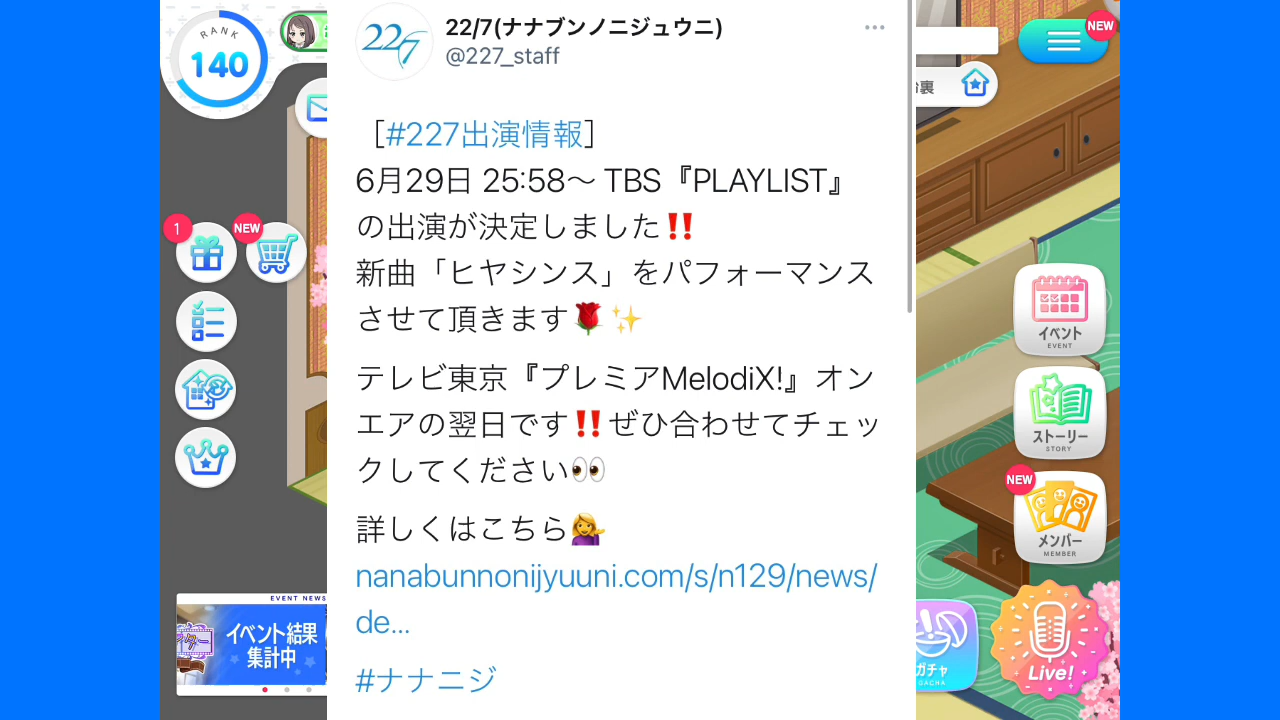 RANK
140
1
NEW
EVENT NEWS
イベント結果
集計中
22/7
22/7(ナナブンノニジュウニ)
@227_staff
［#227出演情報］
6月29日 25:58〜 TBS『PLAYLIST』
の出演が決定しました‼️
新曲「ヒヤシンス」をパフォーマンス
させて頂きます🌹✨
テレビ東京『プレミアMelodiX!』オン
エアの翌日です‼️ぜひ合わせてチェッ
クしてください👀
詳しくはこちら💁‍♀️
nanabunnonijyuuni.com/s/n129/news/
de…
#ナナニジ
NEW
裏
イベント
EVENT
ストーリー
STORY
NEW
メンバー
MEMBER
ガチャ
GACHA
Live!